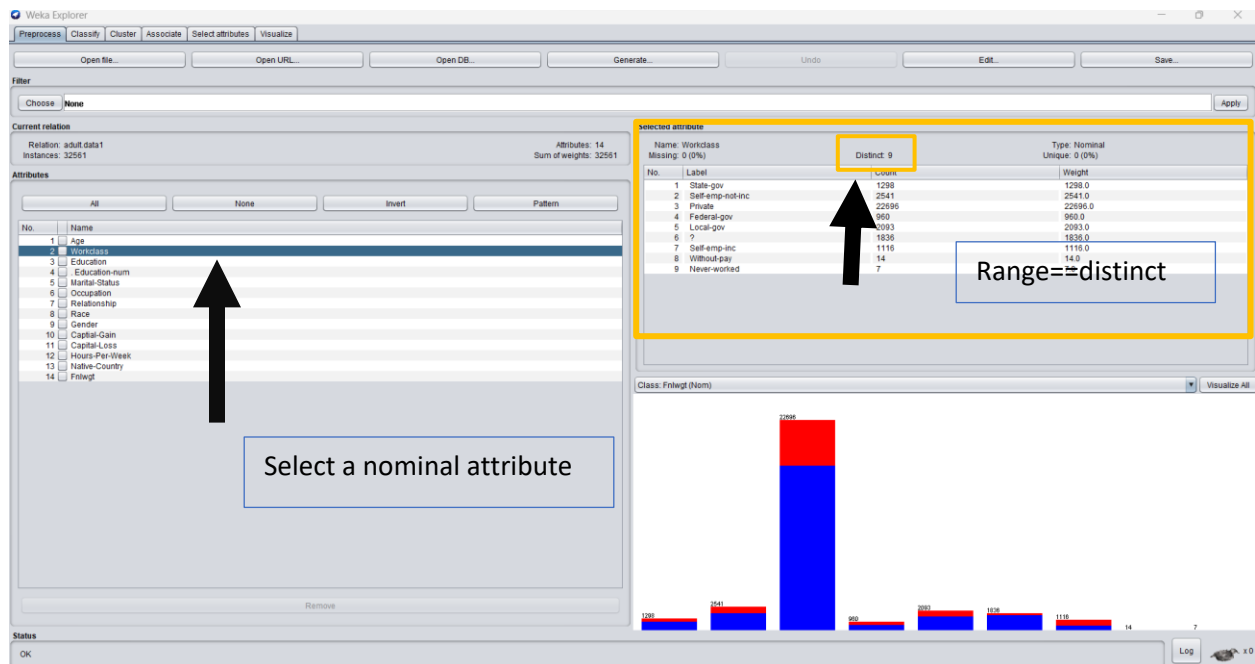 Weka Explorer
Preprocess Classify Cluster Associate Select attributes Visualize
Open file... Open URL... Open DB... Generate... Undo Edit... Save...
Filter
Choose None Apply
Current relation
Relation: adult.data1 Attributes: 14
Instances: 32561 Sum of weights: 32561
Attributes
All None Invert Pattern
No. Name
1 Age
2 Workclass
3 Education
4 .Education-num
5 Marital-Status
6 Occupation
7 Relationship
8 Race
9 Gender
10 Captial-Gain
11 Capital-Loss
12 Hours-Per-Week
13 Native-Country
14 Fnlwgt
Select a nominal attribute
Remove
Selected attribute
Name: Workclass Type: Nominal
Missing: 0 (0%) Distinct: 9 Unique: 0 (0%)
No. Label Count Weight
1 State-gov 1298 1298.0
2 Self-emp-not-inc 2541 2541.0
3 Private 22696 22696.0
4 Federal-gov 960 960.0
5 Local-gov 2093 2093.0
6 ? 1836 1836.0
7 Self-emp-inc 1116 1116.0
8 Without-pay 14 14.0
9 Never-worked 7 7.0
Range==distinct
Class: Fnlwgt (Nom) Visualize All
22696
1298 2541 960 2093 1836 1116 14 7
Status
OK Log x 0